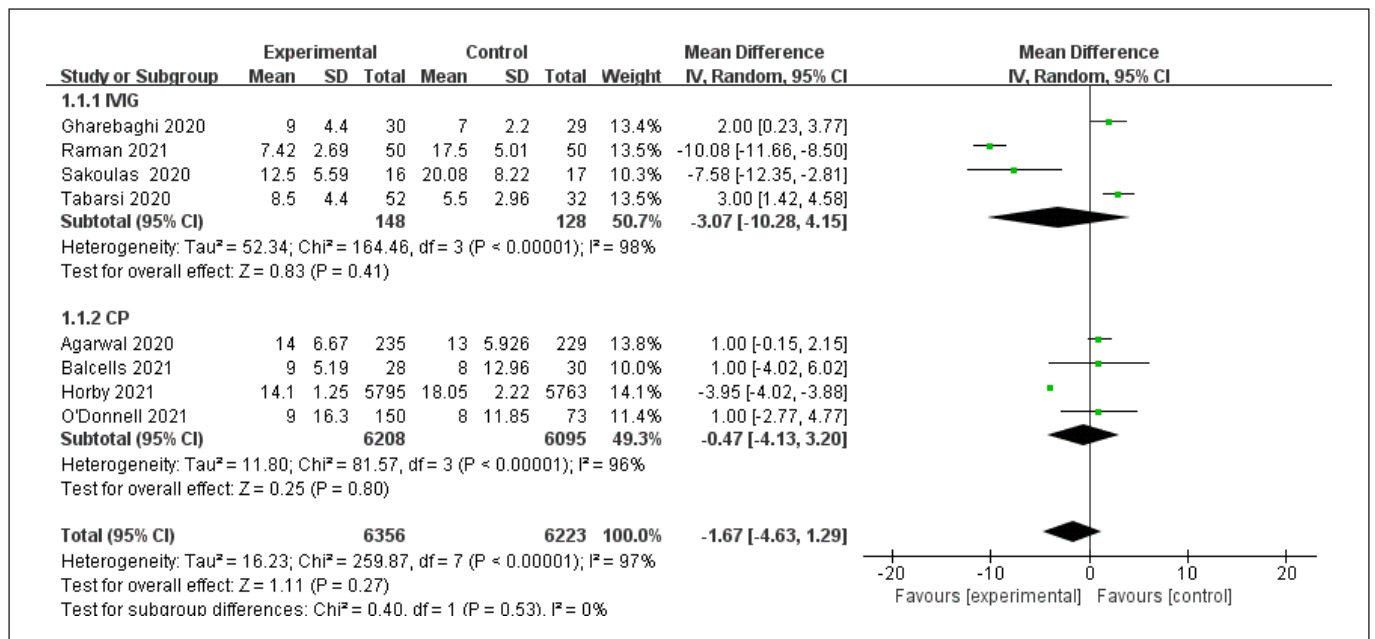 Experimental Control Mean Difference Mean Difference
Study or Subgroup Mean SD Total Mean SD Total Weight IV, Random, 95% CI IV, Random, 95% CI
1.1.1 IVIG
Gharebaghi 2020 9 4.4 30 7 2.2 29 13.4% 2.00 [0.23, 3.77]
Raman 2021 7.42 2.69 50 17.5 5.01 50 13.5% -10.08 [-11.66, -8.50]
Sakoulas 2020 12.5 5.59 16 20.08 8.22 17 10.3% -7.58 [-12.35, -2.81]
Tabarsi 2020 8.5 4.4 52 5.5 2.96 32 13.5% 3.00 [1.42, 4.58]
Subtotal (95% CI) 148 128 50.7% -3.07 [-10.28, 4.15]
Heterogeneity: Tau² = 52.34; Chi² = 164.46, df = 3 (P < 0.00001); I² = 98%
Test for overall effect: Z = 0.83 (P = 0.41)
1.1.2 CP
Agarwal 2020 14 6.67 235 13 5.926 229 13.8% 1.00 [-0.15, 2.15]
Balcells 2021 9 5.19 28 8 12.96 30 10.0% 1.00 [-4.02, 6.02]
Horby 2021 14.1 1.25 5795 18.05 2.22 5763 14.1% -3.95 [-4.02, -3.88]
O'Donnell 2021 9 16.3 150 8 11.85 73 11.4% 1.00 [-2.77, 4.77]
Subtotal (95% CI) 6208 6095 49.3% -0.47 [-4.13, 3.20]
Heterogeneity: Tau² = 11.80; Chi² = 81.57, df = 3 (P < 0.00001); I² = 96%
Test for overall effect: Z = 0.25 (P = 0.80)
Total (95% CI) 6356 6223 100.0% -1.67 [-4.63, 1.29]
Heterogeneity: Tau² = 16.23; Chi² = 259.87, df = 7 (P < 0.00001); I² = 97%
Test for overall effect: Z = 1.11 (P = 0.27)
Test for subgroup differences: Chi² = 0.40, df = 1 (P = 0.53), I² = 0%
-20 -10 0 10 20
Favours [experimental] Favours [control]